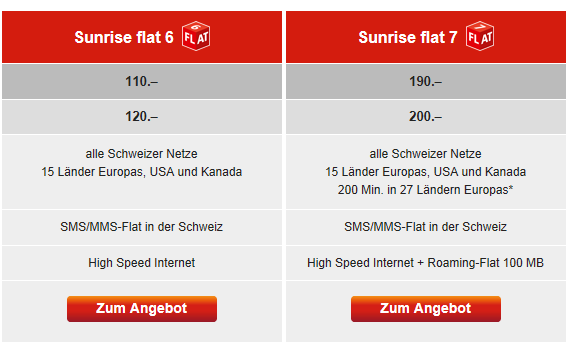 Sunrise flat 6 6 FLAT
Sunrise flat 7 7 FLAT
110.–
190.–
120.–
200.–
alle Schweizer Netze
15 Länder Europas, USA und Kanada
alle Schweizer Netze
15 Länder Europas, USA und Kanada
200 Min. in 27 Ländern Europas*
SMS/MMS-Flat in der Schweiz
SMS/MMS-Flat in der Schweiz
High Speed Internet
High Speed Internet + Roaming-Flat 100 MB
Zum Angebot
Zum Angebot